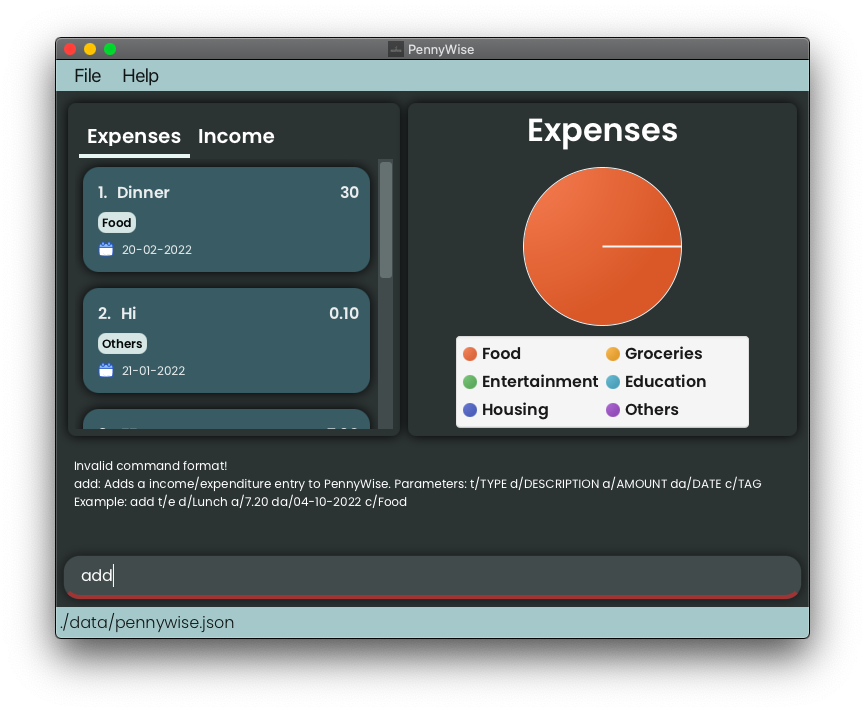 PennyWise
File Help
Expenses Income
1. Dinner 30
Food
20-02-2022
2. Hi 0.10
Others
21-01-2022
Expenses
Food Groceries
Entertainment Education
Housing Others
Invalid command format!
add: Adds a income/expenditure entry to PennyWise. Parameters: t/TYPE d/DESCRIPTION a/AMOUNT da/DATE c/TAG
Example: add t/e d/Lunch a/7.20 da/04-10-2022 c/Food
add
./data/pennywise.json